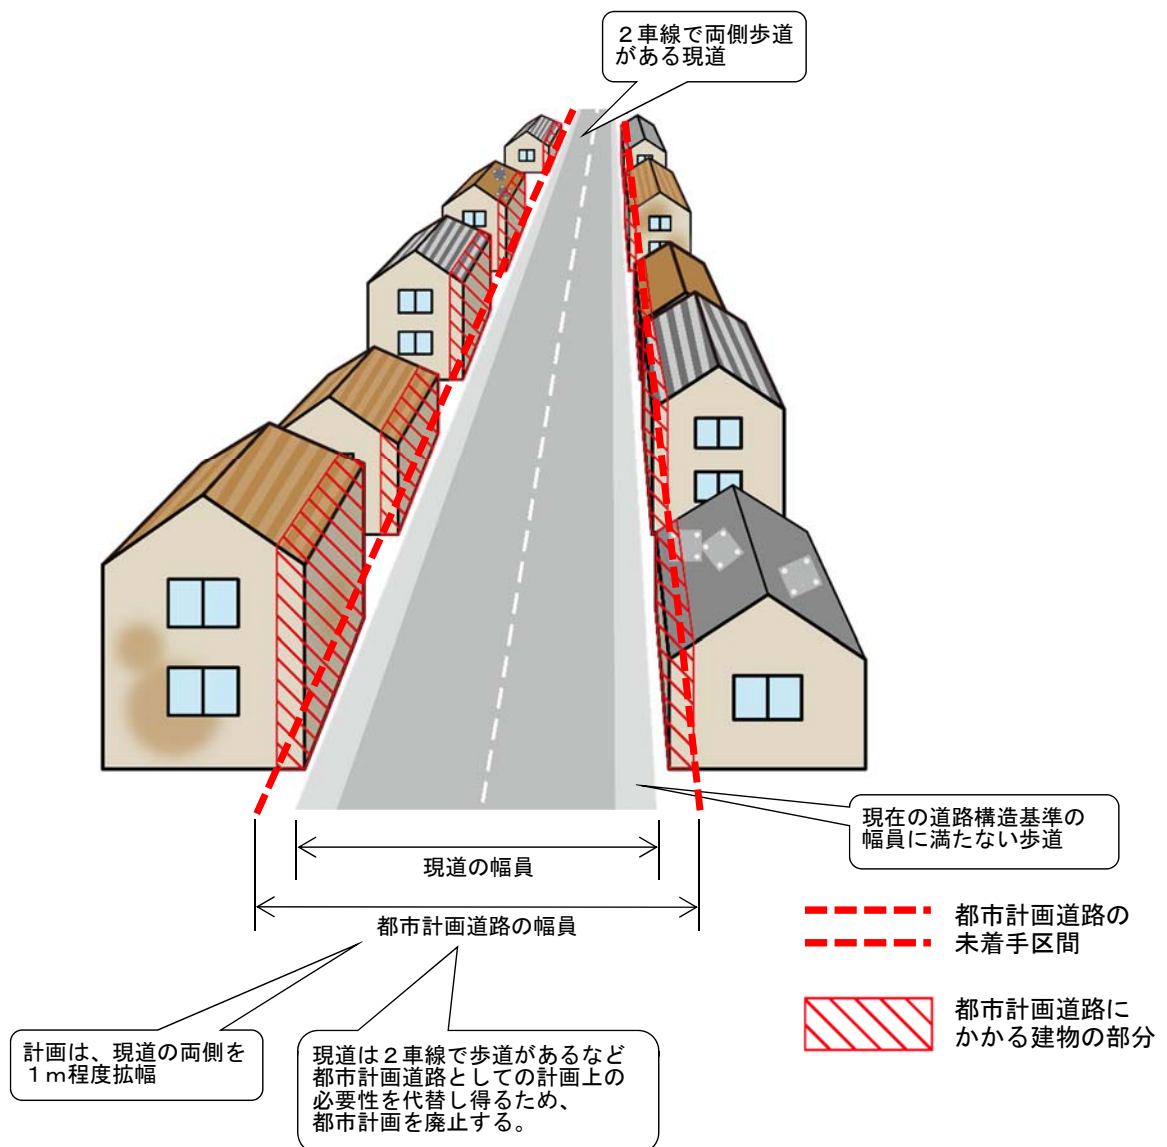 ２車線で両側歩道
がある現道
現在の道路構造基準の
幅員に満たない歩道
現道の幅員
都市計画道路の幅員
都市計画道路の
未着手区間
都市計画道路に
かかる建物の部分
計画は、現道の両側を
１ｍ程度拡幅
現道は２車線で歩道があるなど
都市計画道路としての計画上の
必要性を代替し得るため、
都市計画を廃止する。